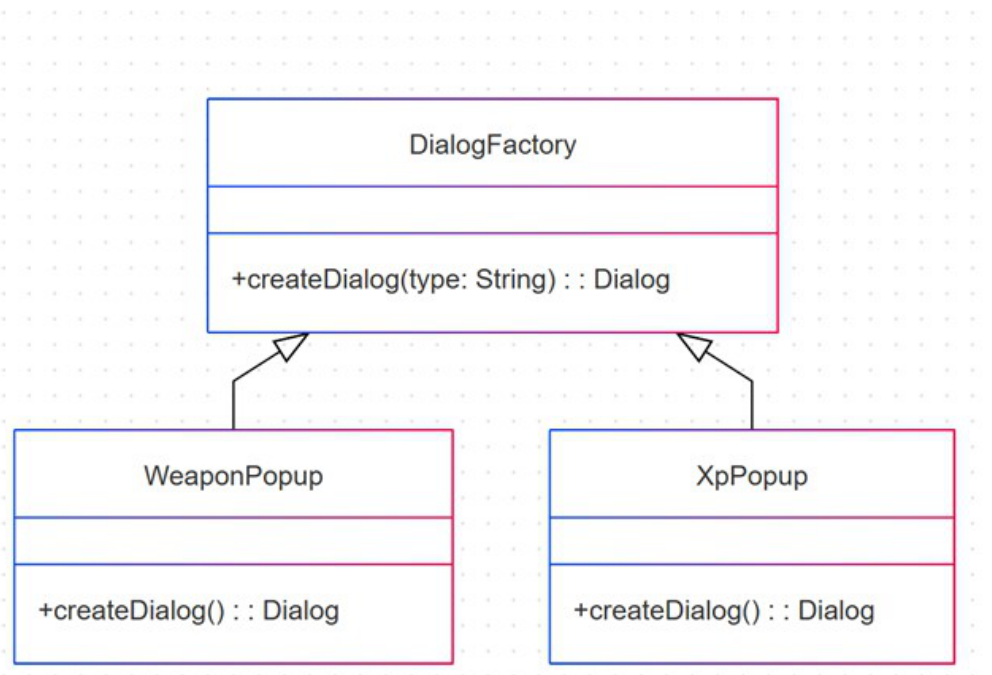 DialogFactory
+createDialog(type: String) : : Dialog
WeaponPopup
XpPopup
+createDialog() : : Dialog
+createDialog() : : Dialog